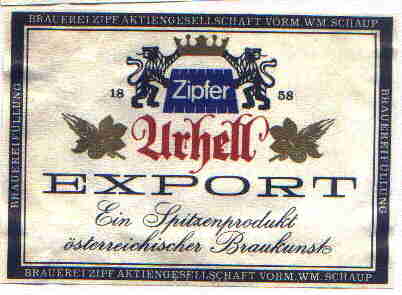 BRAUEREI ZIPF AKTIENGESELLSCHAFT VORM. WM. SCHAUP
Zipfer
18 58
Urhell
EXPORT
Ein Spitzenprodukt
österreichischer Braukunst
BRAUEREIFÜLLUNG
BRAUEREIFÜLLUNG
BRAUEREI ZIPF AKTIENGESELLSCHAFT VORM. WM. SCHAUP